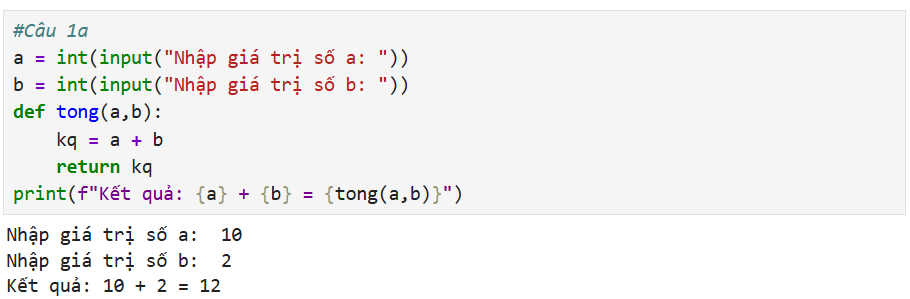 #Câu 1a
a = int(input("Nhập giá trị số a: "))
b = int(input("Nhập giá trị số b: "))
def tong(a,b):
    kq = a + b
    return kq
print(f"Kết quả: {a} + {b} = {tong(a,b)}")
Nhập giá trị số a:  10
Nhập giá trị số b:  2
Kết quả: 10 + 2 = 12